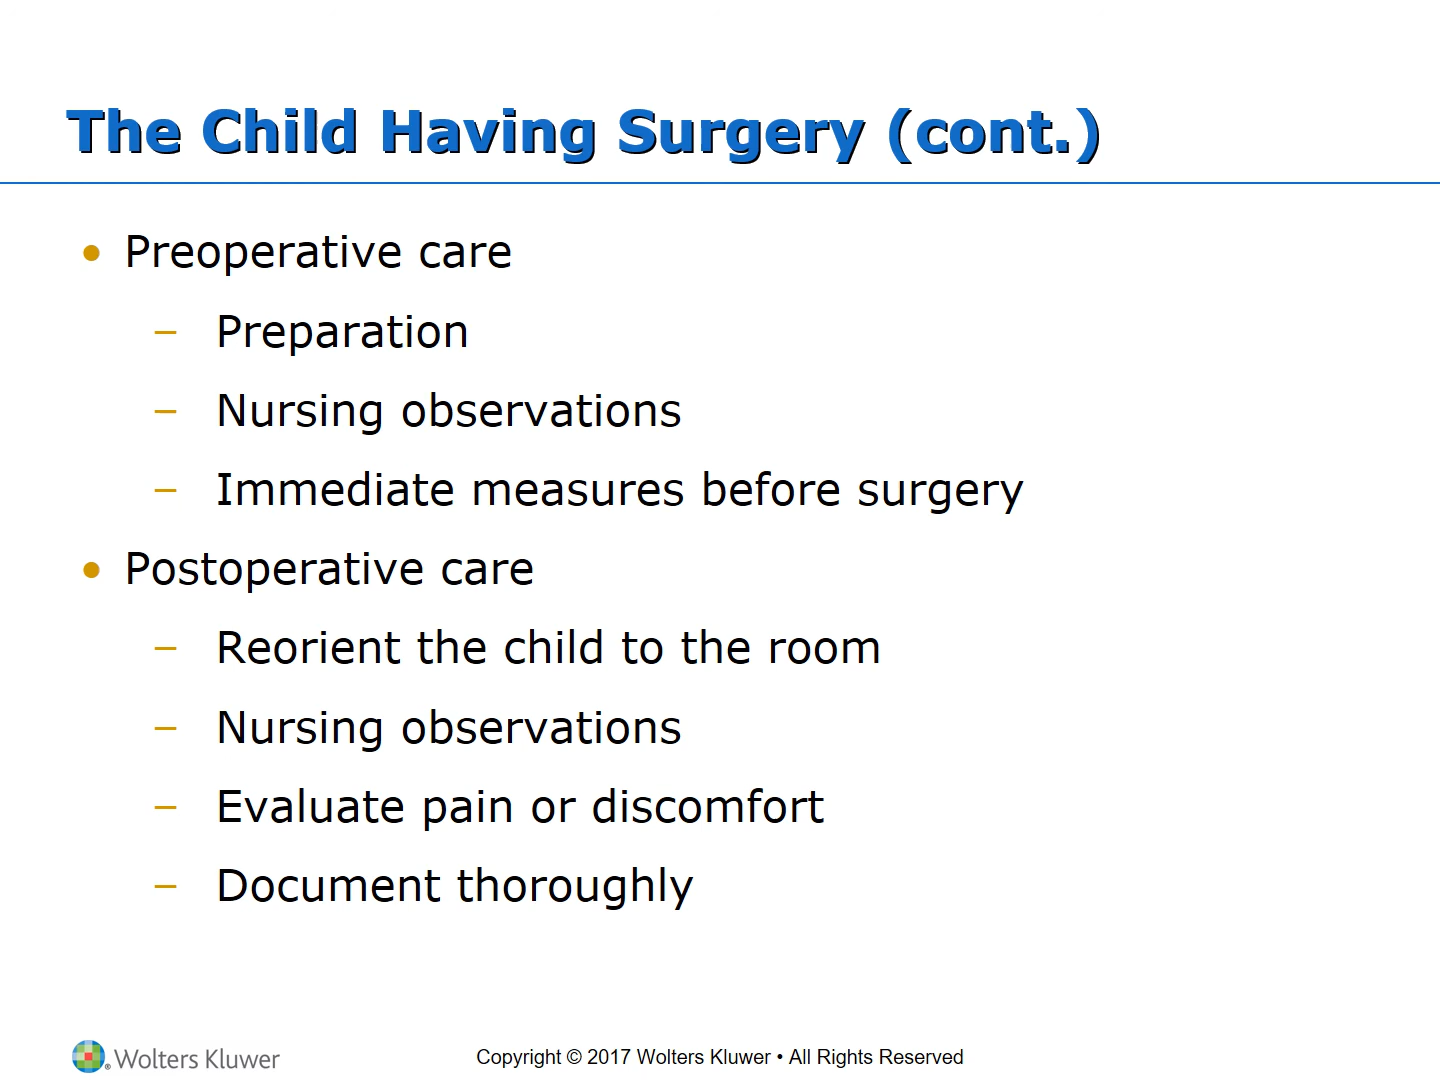 The Child Having Surgery (cont.)
• Preoperative care
– Preparation
– Nursing observations
– Immediate measures before surgery
• Postoperative care
– Reorient the child to the room
– Nursing observations
– Evaluate pain or discomfort
– Document thoroughly
® Wolters Kluwer
Copyright © 2017 Wolters Kluwer • All Rights Reserved